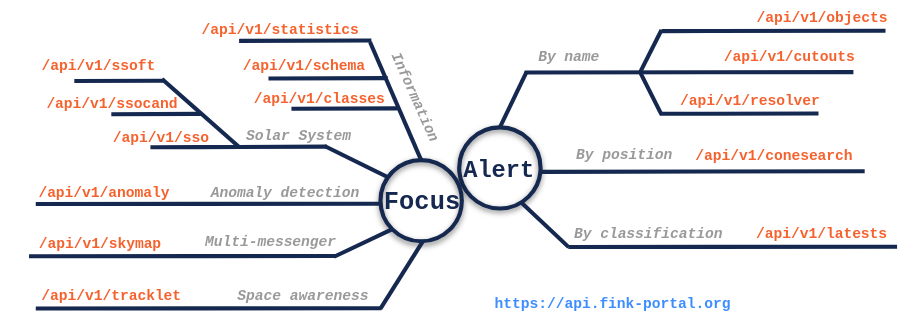 /api/v1/statistics
/api/v1/schema
/api/v1/classes
Information
/api/v1/ssoft
/api/v1/ssocand
/api/v1/sso
Solar System
/api/v1/anomaly
Anomaly detection
/api/v1/skymap
Multi-messenger
/api/v1/tracklet
Space awareness
Focus
Alert
By name
/api/v1/objects
/api/v1/cutouts
/api/v1/resolver
By position
/api/v1/conesearch
By classification
/api/v1/latests
https://api.fink-portal.org